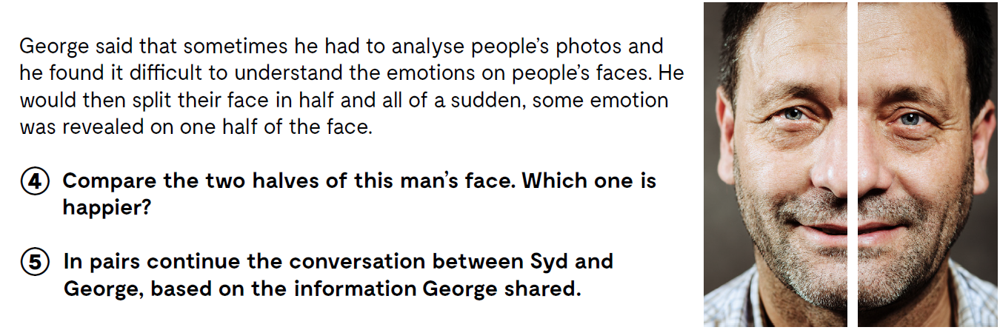 George said that sometimes he had to analyse people’s photos and
he found it difficult to understand the emotions on people’s faces. He
would then split their face in half and all of a sudden, some emotion
was revealed on one half of the face.
4 Compare the two halves of this man’s face. Which one is
happier?
5 In pairs continue the conversation between Syd and
George, based on the information George shared.